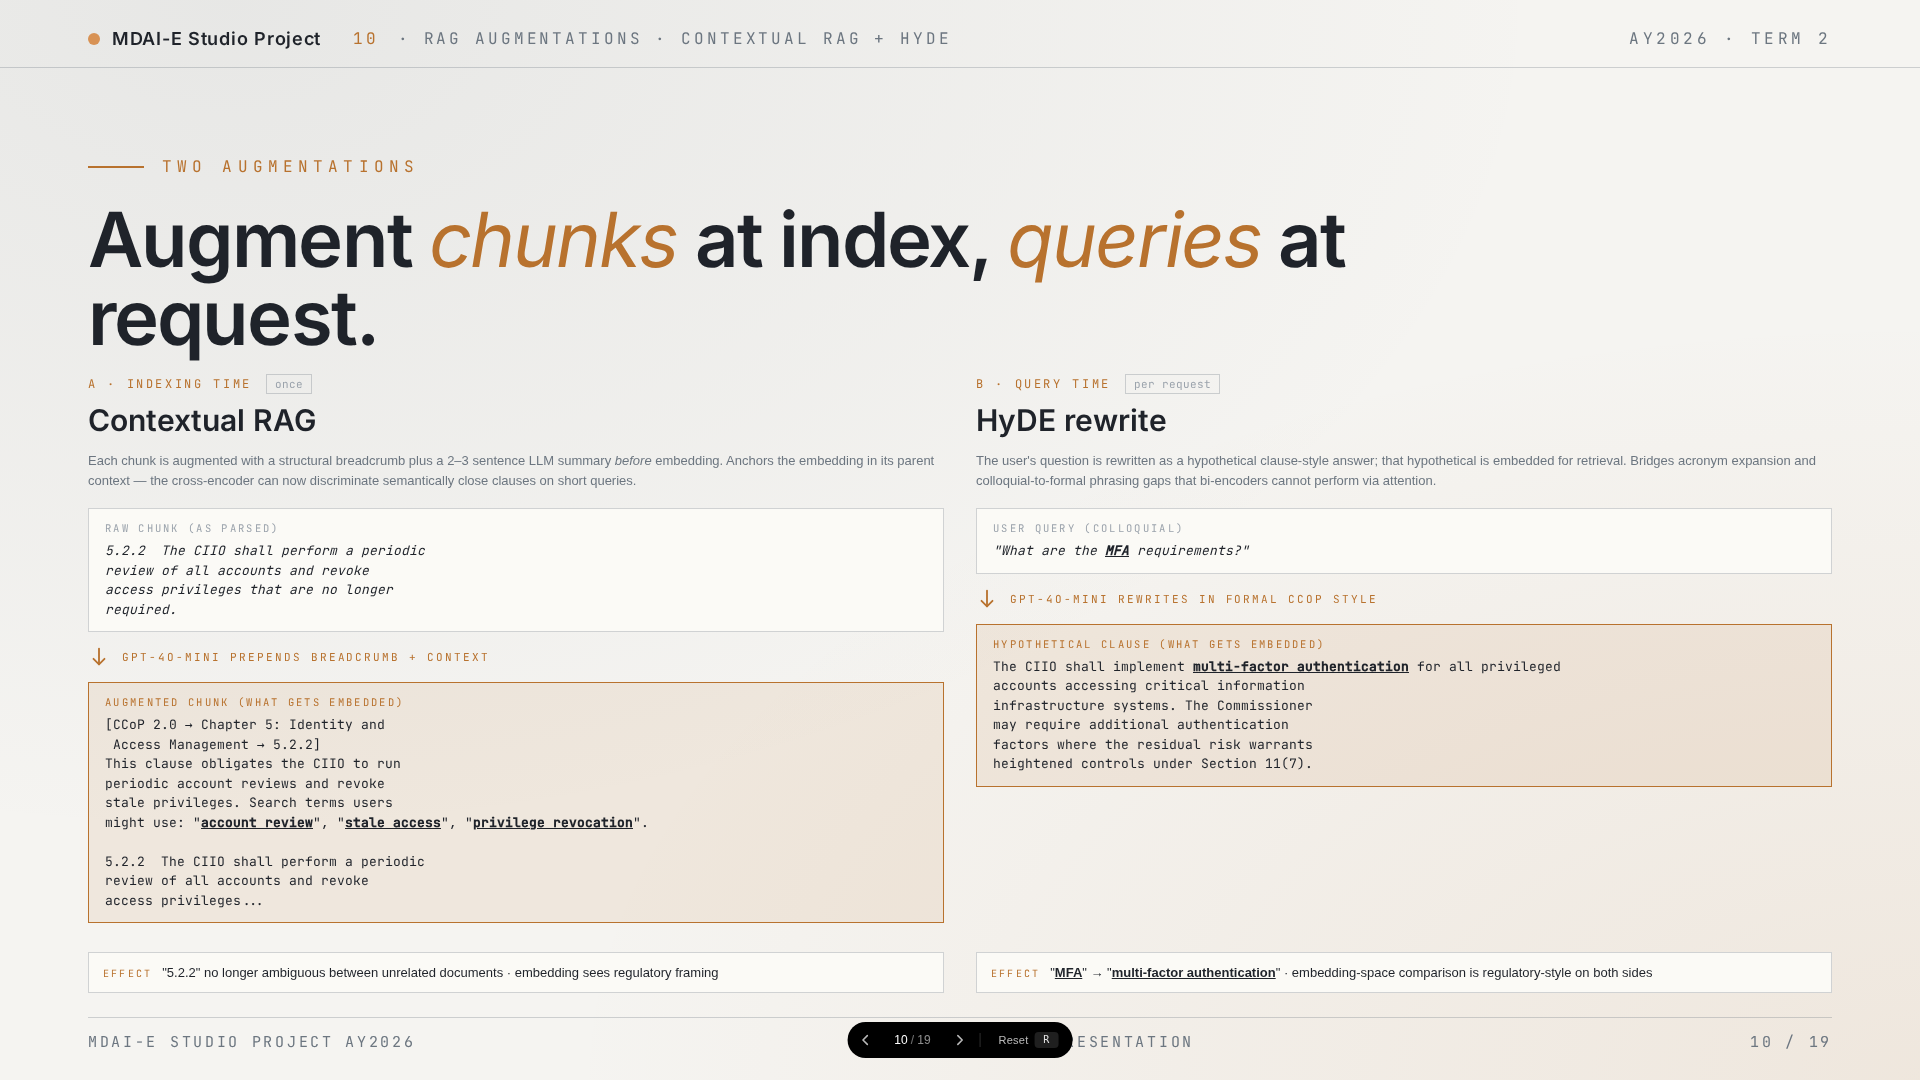 MDAI-E Studio Project 10 · RAG AUGMENTATIONS · CONTEXTUAL RAG + HYDE AY2026 · TERM 2
TWO AUGMENTATIONS
Augment chunks at index, queries at
request.
A · INDEXING TIME once
Contextual RAG
Each chunk is augmented with a structural breadcrumb plus a 2–3 sentence LLM summary before embedding. Anchors the embedding in its parent
context — the cross-encoder can now discriminate semantically close clauses on short queries.
RAW CHUNK (AS PARSED)
5.2.2 The CIIO shall perform a periodic
review of all accounts and revoke
access privileges that are no longer
required.
GPT-4O-MINI PREPENDS BREADCRUMB + CONTEXT
AUGMENTED CHUNK (WHAT GETS EMBEDDED)
[CCoP 2.0 → Chapter 5: Identity and
Access Management → 5.2.2]
This clause obligates the CIIO to run
periodic account reviews and revoke
stale privileges. Search terms users
might use: "account review", "stale access", "privilege revocation".
5.2.2 The CIIO shall perform a periodic
review of all accounts and revoke
access privileges...
EFFECT "5.2.2" no longer ambiguous between unrelated documents · embedding sees regulatory framing
B · QUERY TIME per request
HyDE rewrite
The user's question is rewritten as a hypothetical clause-style answer; that hypothetical is embedded for retrieval. Bridges acronym expansion and
colloquial-to-formal phrasing gaps that bi-encoders cannot perform via attention.
USER QUERY (COLLOQUIAL)
"What are the MFA requirements?"
GPT-4O-MINI REWRITES IN FORMAL CCOP STYLE
HYPOTHETICAL CLAUSE (WHAT GETS EMBEDDED)
The CIIO shall implement multi-factor authentication for all privileged
accounts accessing critical information
infrastructure systems. The Commissioner
may require additional authentication
factors where the residual risk warrants
heightened controls under Section 11(7).
EFFECT "MFA" → "multi-factor authentication" · embedding-space comparison is regulatory-style on both sides
MDAI-E STUDIO PROJECT AY2026 10 / 19
10 / 19 Reset R